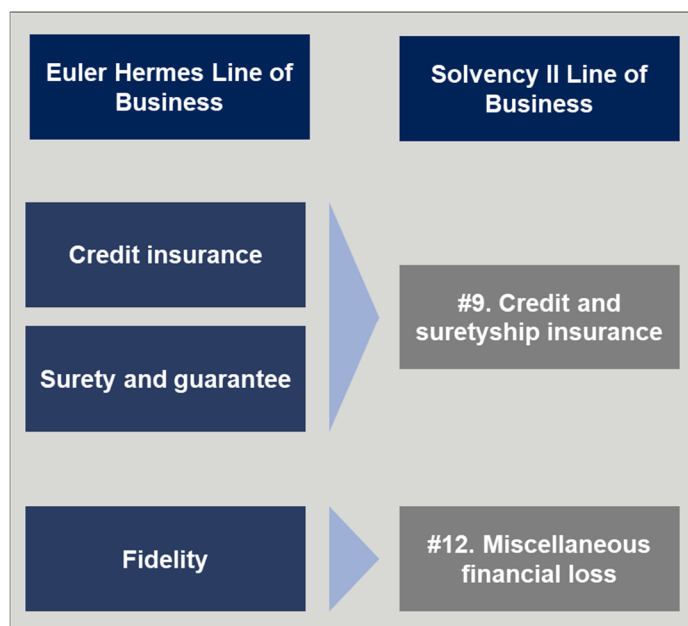 Euler Hermes Line of
Business
Solvency II Line of
Business
Credit insurance
Surety and guarantee
#9. Credit and
suretyship insurance
Fidelity
#12. Miscellaneous
financial loss